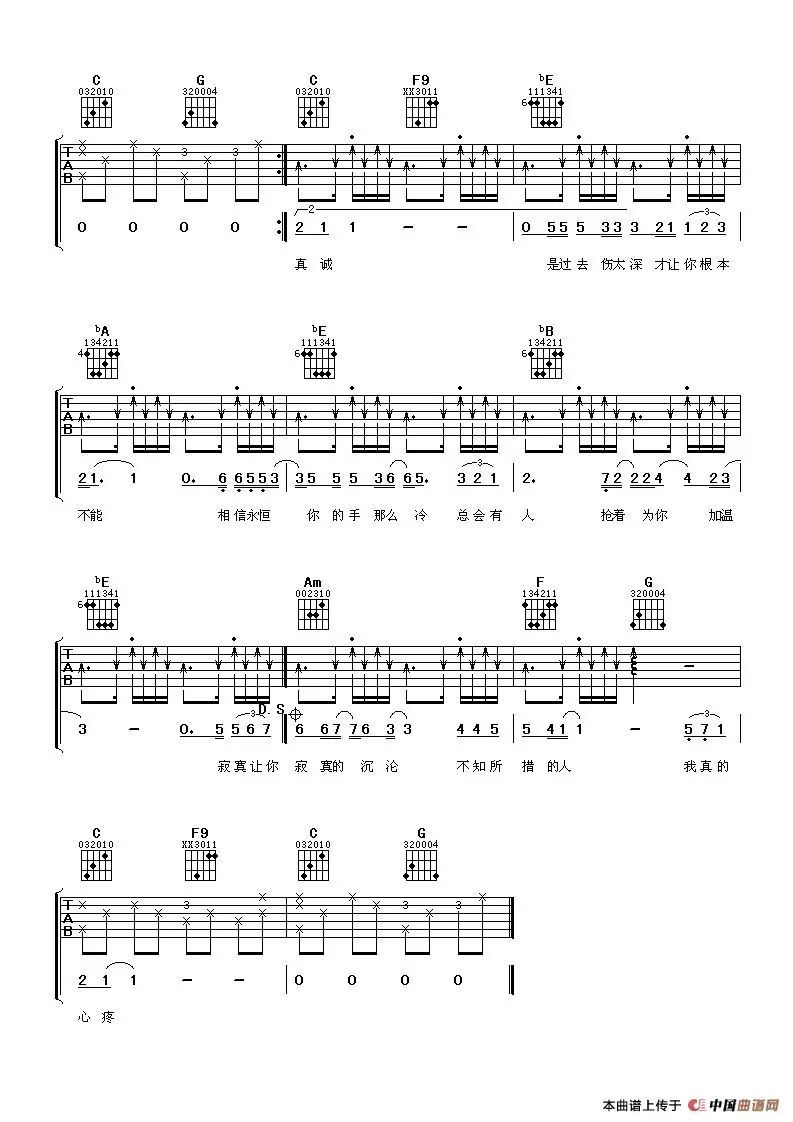 C G C F9 ᵇE
032010 320004 032010 XX3011 111341
6
T A B 3 3
0 0 0 0 2 1 1 - - 0 5 5 5 3 3 3 2 1 1 2 3
2. 3
真 诚 是过去 伤太深 才让你根本
ᵇA ᵇE ᵇB
134211 111341 134211
4 6 6
T A B
2 1. 1 0. 6 6 5 5 3 3 5 5 5 3 6 6 5. 3 2 1 2. 7 2 2 2 4 4 2 3
3
不能 相信永恒 你 的 手 那么 冷 总会有 人 抢着 为你 加温
ᵇE Am F G
111341 002310 134211 320004
6
T A B -
D.S
3 - 0. 5 5 6 7 6 6 7 7 6 3 3 4 4 5 5 4 1 1 - 5 7 1
3 3
寂寞让你 寂 寞的 沉 沦 不知所 措 的人 我真的
C F9 C G
032010 XX3011 032010 320004
T A B 3 3 3
2 1 1 - - 0 0 0 0
心 疼
本曲谱上传于 中国曲谱网